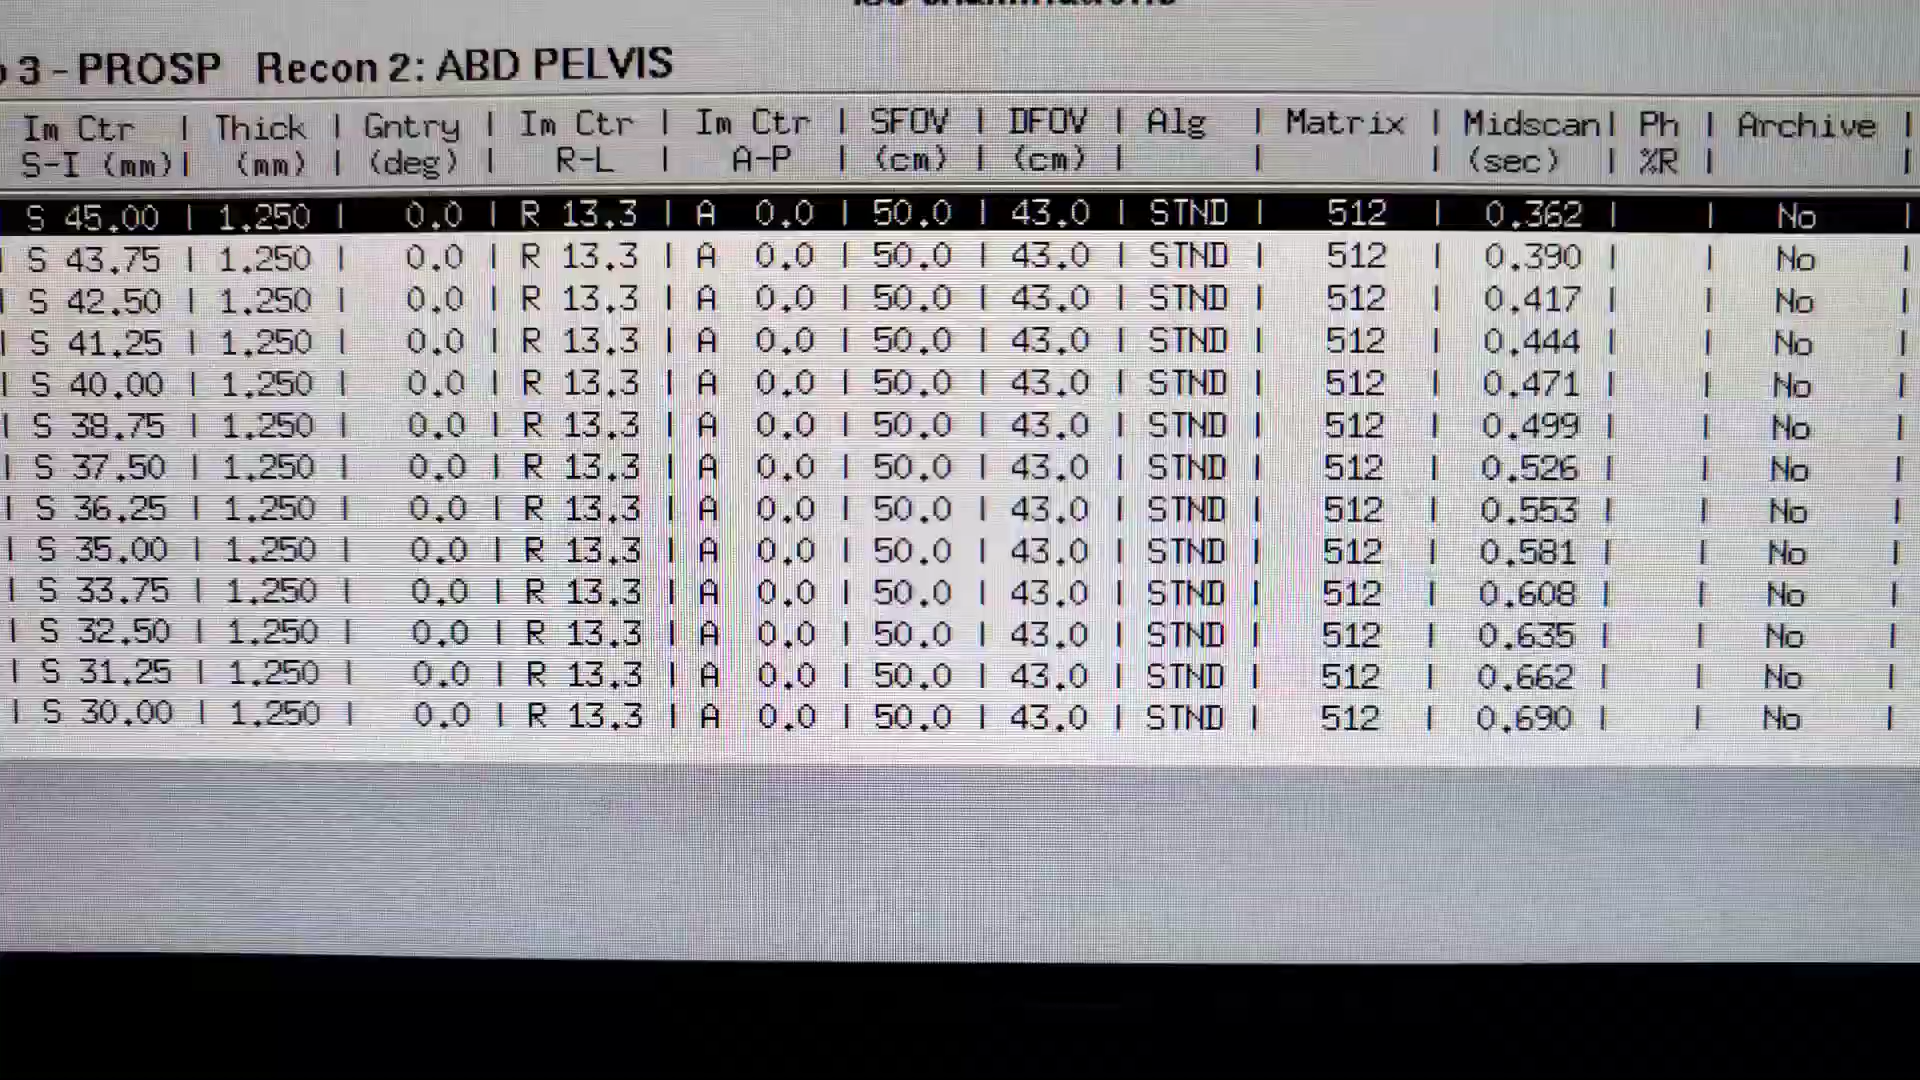 3 - PROSP Recon 2: ABD PELVIS
Im Ctr | Thick | Gntry | Im Ctr | Im Ctr | SFOV | DFOV | Alg | Matrix | Midscan| Ph | Archive |
S-I (mm)| (mm) | (deg) | R-L | A-P | (cm) | (cm) | | | (sec) | %R | |
S 45.00 | 1.250 | 0.0 | R 13.3 | A 0.0 | 50.0 | 43.0 | STND | 512 | 0.362 | | No |
| S 43.75 | 1.250 | 0.0 | R 13.3 | A 0.0 | 50.0 | 43.0 | STND | 512 | 0.390 | | No |
| S 42.50 | 1.250 | 0.0 | R 13.3 | A 0.0 | 50.0 | 43.0 | STND | 512 | 0.417 | | No |
| S 41.25 | 1.250 | 0.0 | R 13.3 | A 0.0 | 50.0 | 43.0 | STND | 512 | 0.444 | | No |
| S 40.00 | 1.250 | 0.0 | R 13.3 | A 0.0 | 50.0 | 43.0 | STND | 512 | 0.471 | | No |
| S 38.75 | 1.250 | 0.0 | R 13.3 | A 0.0 | 50.0 | 43.0 | STND | 512 | 0.499 | | No |
| S 37.50 | 1.250 | 0.0 | R 13.3 | A 0.0 | 50.0 | 43.0 | STND | 512 | 0.526 | | No |
| S 36.25 | 1.250 | 0.0 | R 13.3 | A 0.0 | 50.0 | 43.0 | STND | 512 | 0.553 | | No |
| S 35.00 | 1.250 | 0.0 | R 13.3 | A 0.0 | 50.0 | 43.0 | STND | 512 | 0.581 | | No |
| S 33.75 | 1.250 | 0.0 | R 13.3 | A 0.0 | 50.0 | 43.0 | STND | 512 | 0.608 | | No |
| S 32.50 | 1.250 | 0.0 | R 13.3 | A 0.0 | 50.0 | 43.0 | STND | 512 | 0.635 | | No |
| S 31.25 | 1.250 | 0.0 | R 13.3 | A 0.0 | 50.0 | 43.0 | STND | 512 | 0.662 | | No |
| S 30.00 | 1.250 | 0.0 | R 13.3 | A 0.0 | 50.0 | 43.0 | STND | 512 | 0.690 | | No |